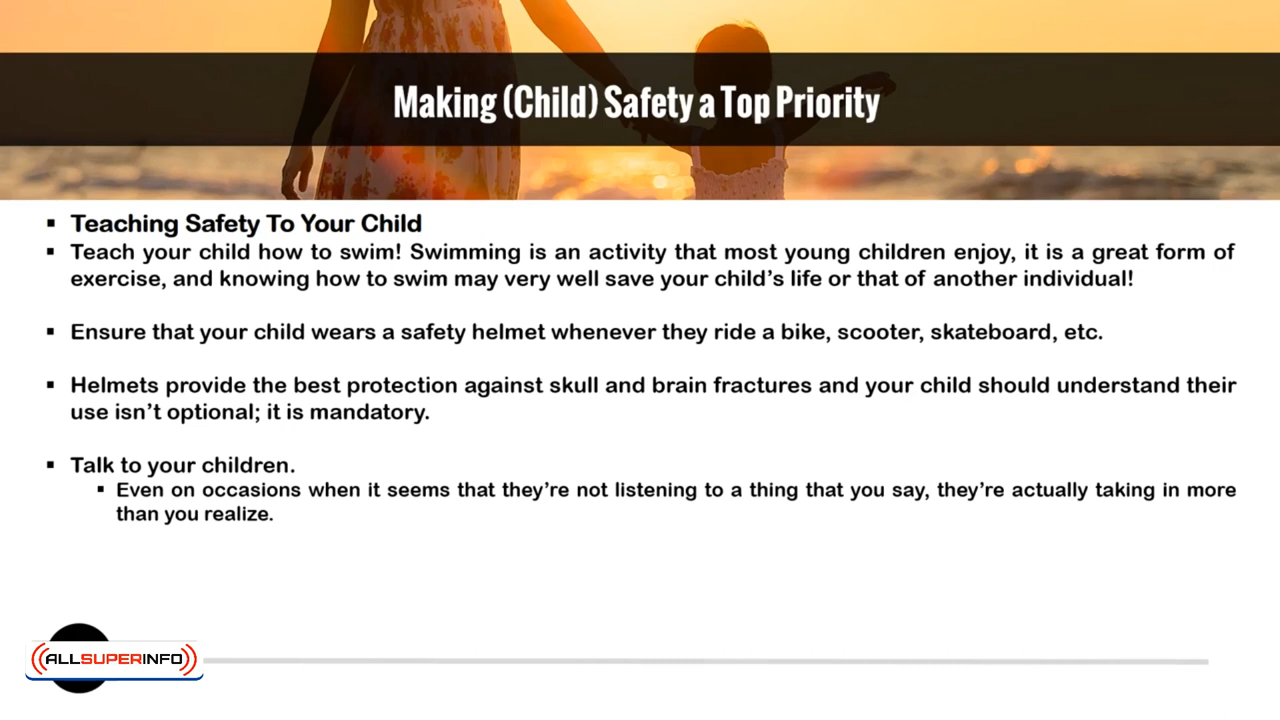 Making (Child) Safety a Top Priority
▪ Teaching Safety To Your Child
▪ Teach your child how to swim! Swimming is an activity that most young children enjoy, it is a great form of
exercise, and knowing how to swim may very well save your child’s life or that of another individual!
▪ Ensure that your child wears a safety helmet whenever they ride a bike, scooter, skateboard, etc.
▪ Helmets provide the best protection against skull and brain fractures and your child should understand their
use isn’t optional; it is mandatory.
▪ Talk to your children.
▪ Even on occasions when it seems that they’re not listening to a thing that you say, they’re actually taking in more
than you realize.
ALLSUPERINFO